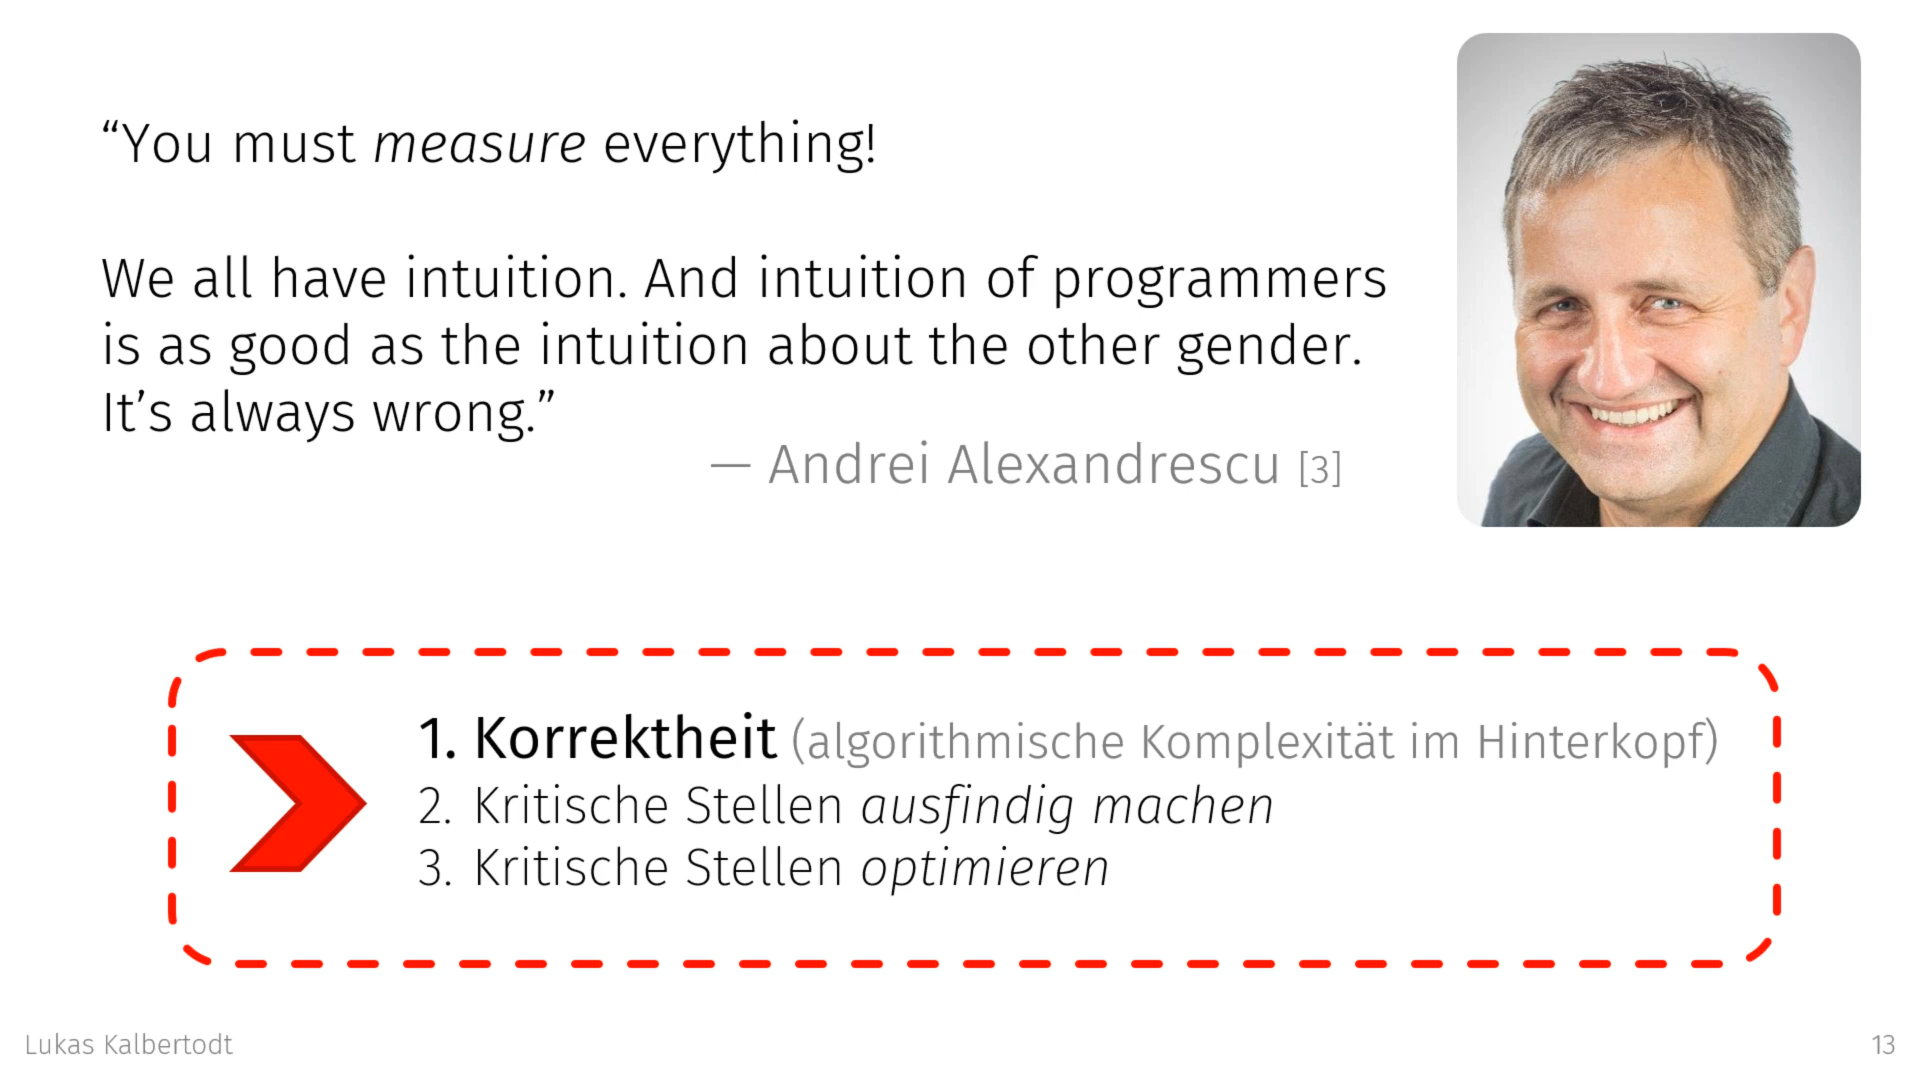 “You must measure everything!
We all have intuition. And intuition of programmers
is as good as the intuition about the other gender.
It’s always wrong.”
— Andrei Alexandrescu [3]
1. Korrektheit (algorithmische Komplexität im Hinterkopf)
2. Kritische Stellen ausfindig machen
3. Kritische Stellen optimieren
Lukas Kalbertodt
13